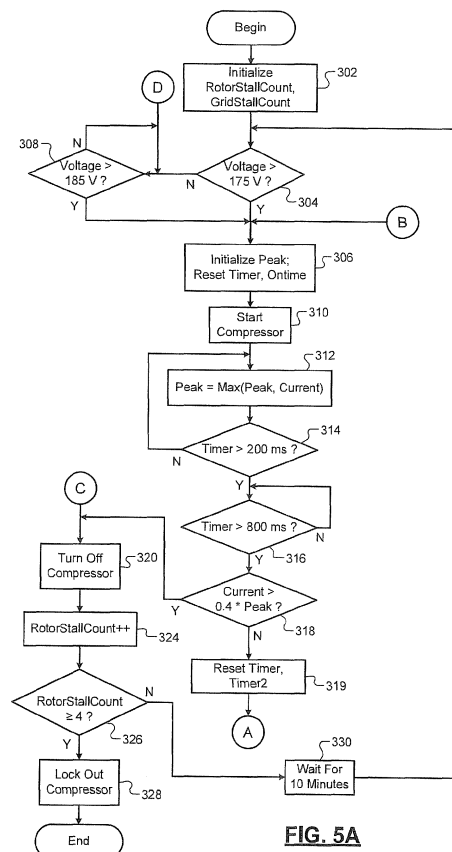 Begin
Initialize
RotorStallCount,
GridStallCount
302
D
308
N
Voltage >
185 V ?
Y
N
Voltage >
175 V ?
304
Y
B
Initialize Peak;
Reset Timer, Ontime
306
Start
Compressor
310
312
Peak = Max(Peak, Current)
Timer > 200 ms ?
314
N
Y
C
Timer > 800 ms ?
N
316
Y
Turn Off
Compressor
320
Current >
0.4 * Peak ?
Y
318
N
RotorStallCount++
324
Reset Timer,
Timer2
319
RotorStallCount
≥ 4 ?
N
326
Y
A
Lock Out
Compressor
328
330
Wait For
10 Minutes
End
FIG. 5A